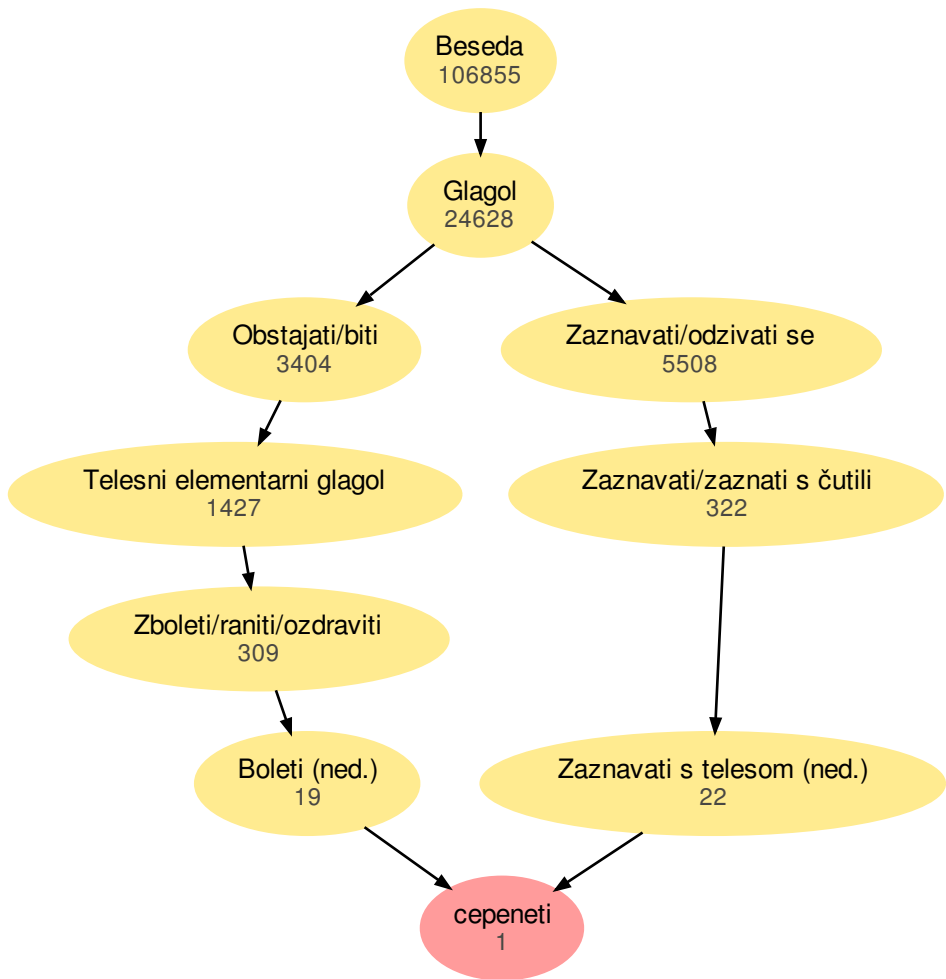 Beseda
106855
Glagol
24628
Obstajati/biti
3404
Zaznavati/odzivati se
5508
Telesni elementarni glagol
1427
Zaznavati/zaznati s čutili
322
Zboleti/raniti/ozdraviti
309
Boleti (ned.)
19
Zaznavati s telesom (ned.)
22
cepeneti
1